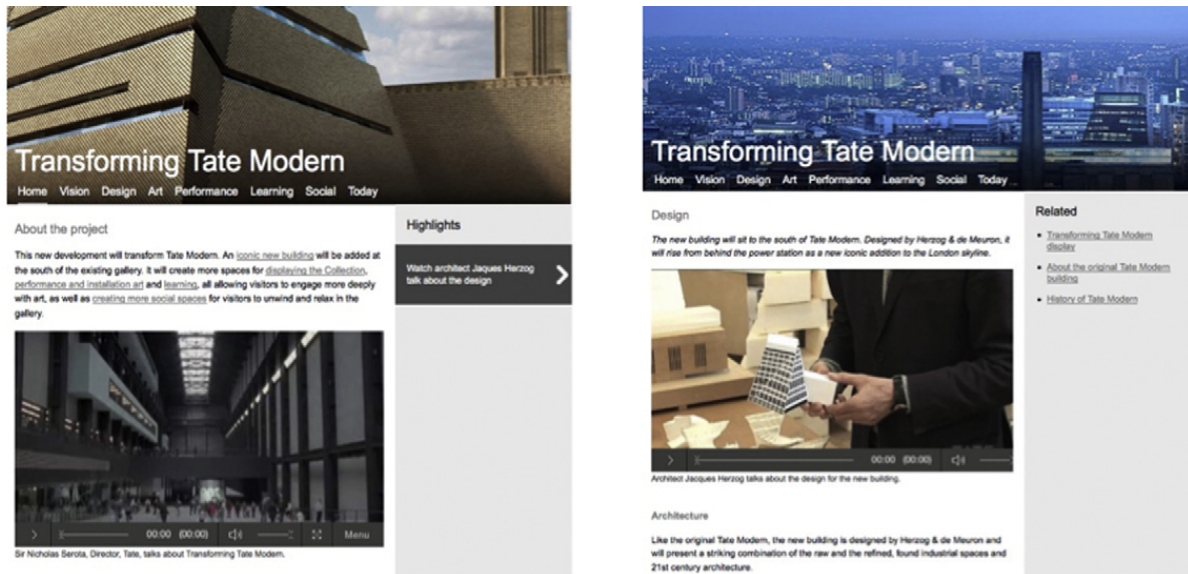 Transforming Tate Modern
Home Vision Design Art Performance Learning Social Today
About the project
This new development will transform Tate Modern. An iconic new building will be added
at the south of the existing gallery. It will create more spaces for displaying the Collection,
performance and installation art and learning, all allowing visitors to engage more deeply
with art, as well as creating more social spaces for visitors to unwind and relax in the
gallery.
00:00 (00:00)
Menu
Sir Nicholas Serota, Director, Tate, talks about Transforming Tate Modern.
Highlights
Watch architect Jaques Herzog
talk about the design
Transforming Tate Modern
Home Vision Design Art Performance Learning Social Today
Design
The new building will sit to the south of Tate Modern. Designed by Herzog & de Meuron, it
will rise from behind the power station as a new iconic addition to the London skyline.
00:00 (00:00)
Architect Jacques Herzog talks about the design for the new building.
Architecture
Like the original Tate Modern, the new building is designed by Herzog & de Meuron and
will present a striking combination of the raw and the refined, found industrial spaces and
21st century architecture.
Related
Transforming Tate Modern
display
About the original Tate Modern
building
History of Tate Modern